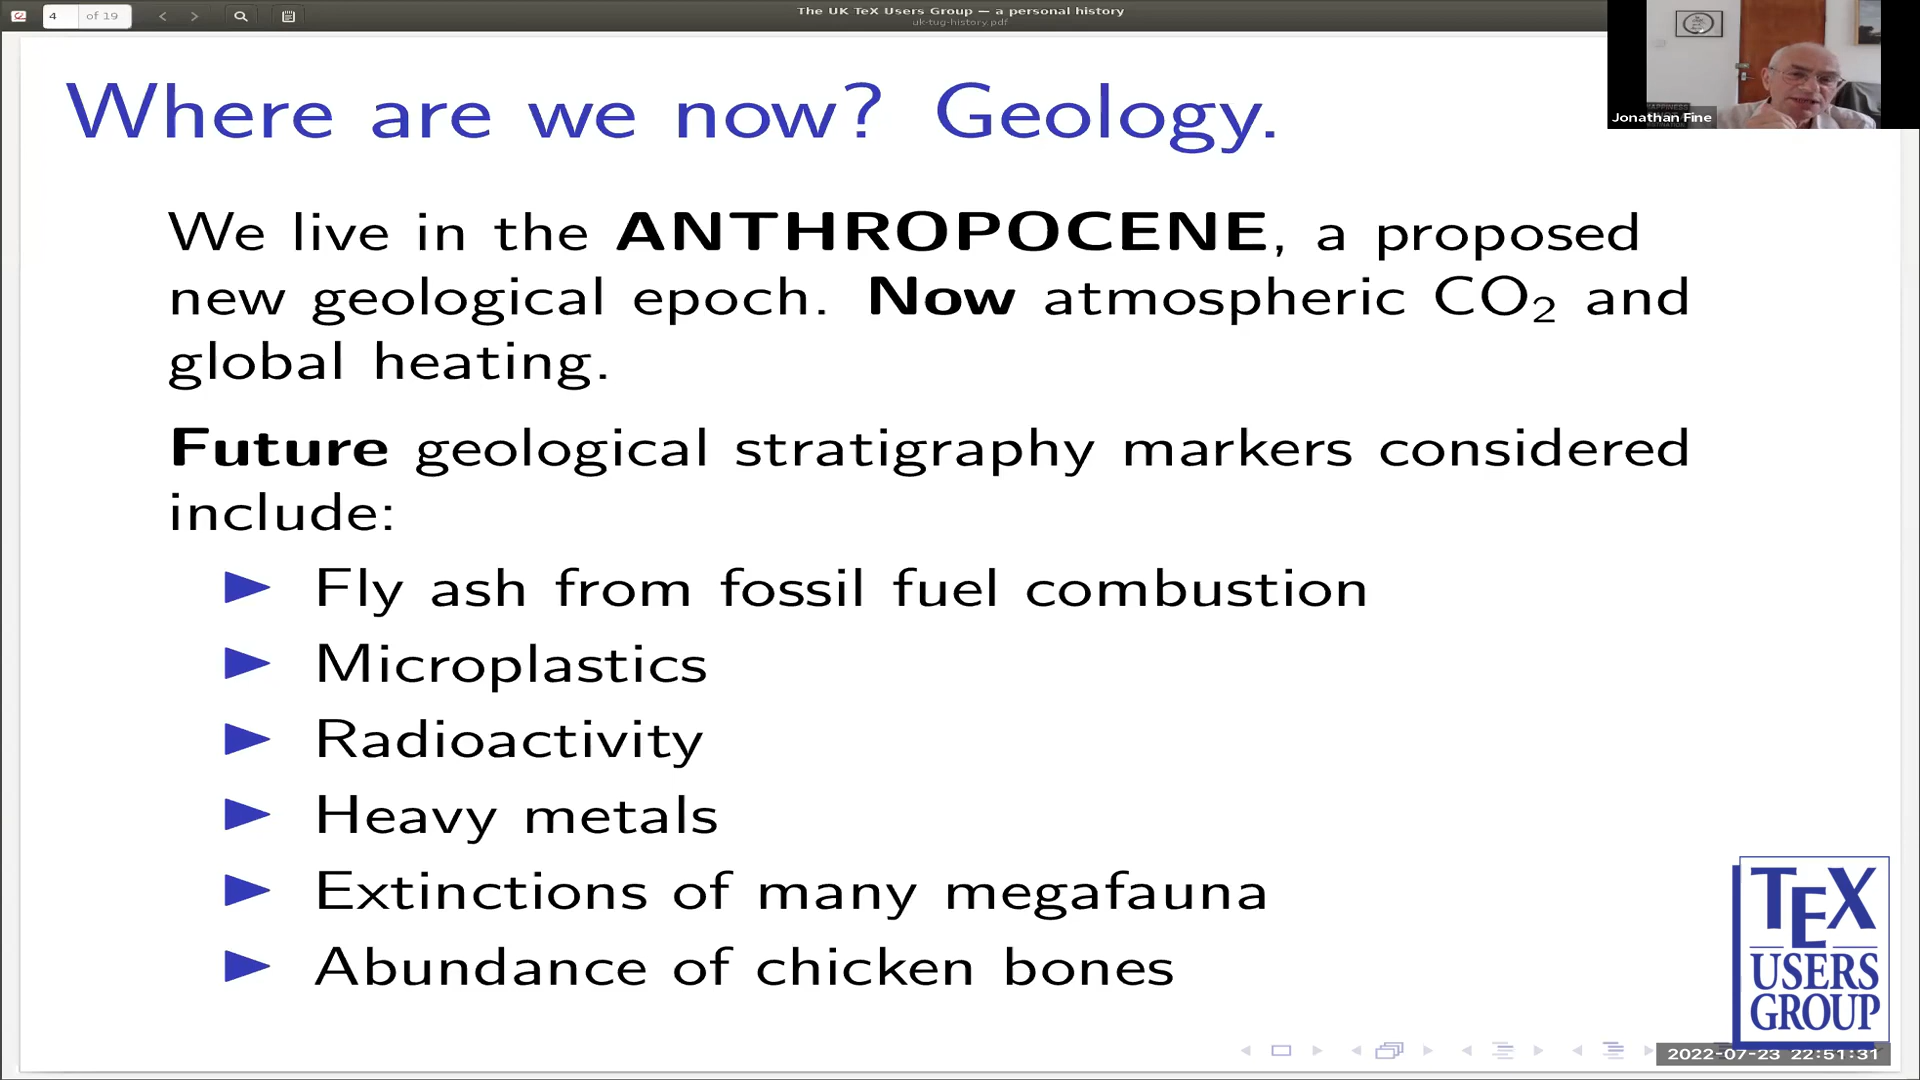 4 of 19
The UK TeX Users Group — a personal history
uk-tug-history.pdf
Jonathan Fine
Where are we now? Geology.
We live in the ANTHROPOCENE, a proposed
new geological epoch. Now atmospheric CO₂ and
global heating.
Future geological stratigraphy markers considered
include:
Fly ash from fossil fuel combustion
Microplastics
Radioactivity
Heavy metals
Extinctions of many megafauna
Abundance of chicken bones
TEX
USERS
GROUP
2022-07-23 22:51:31